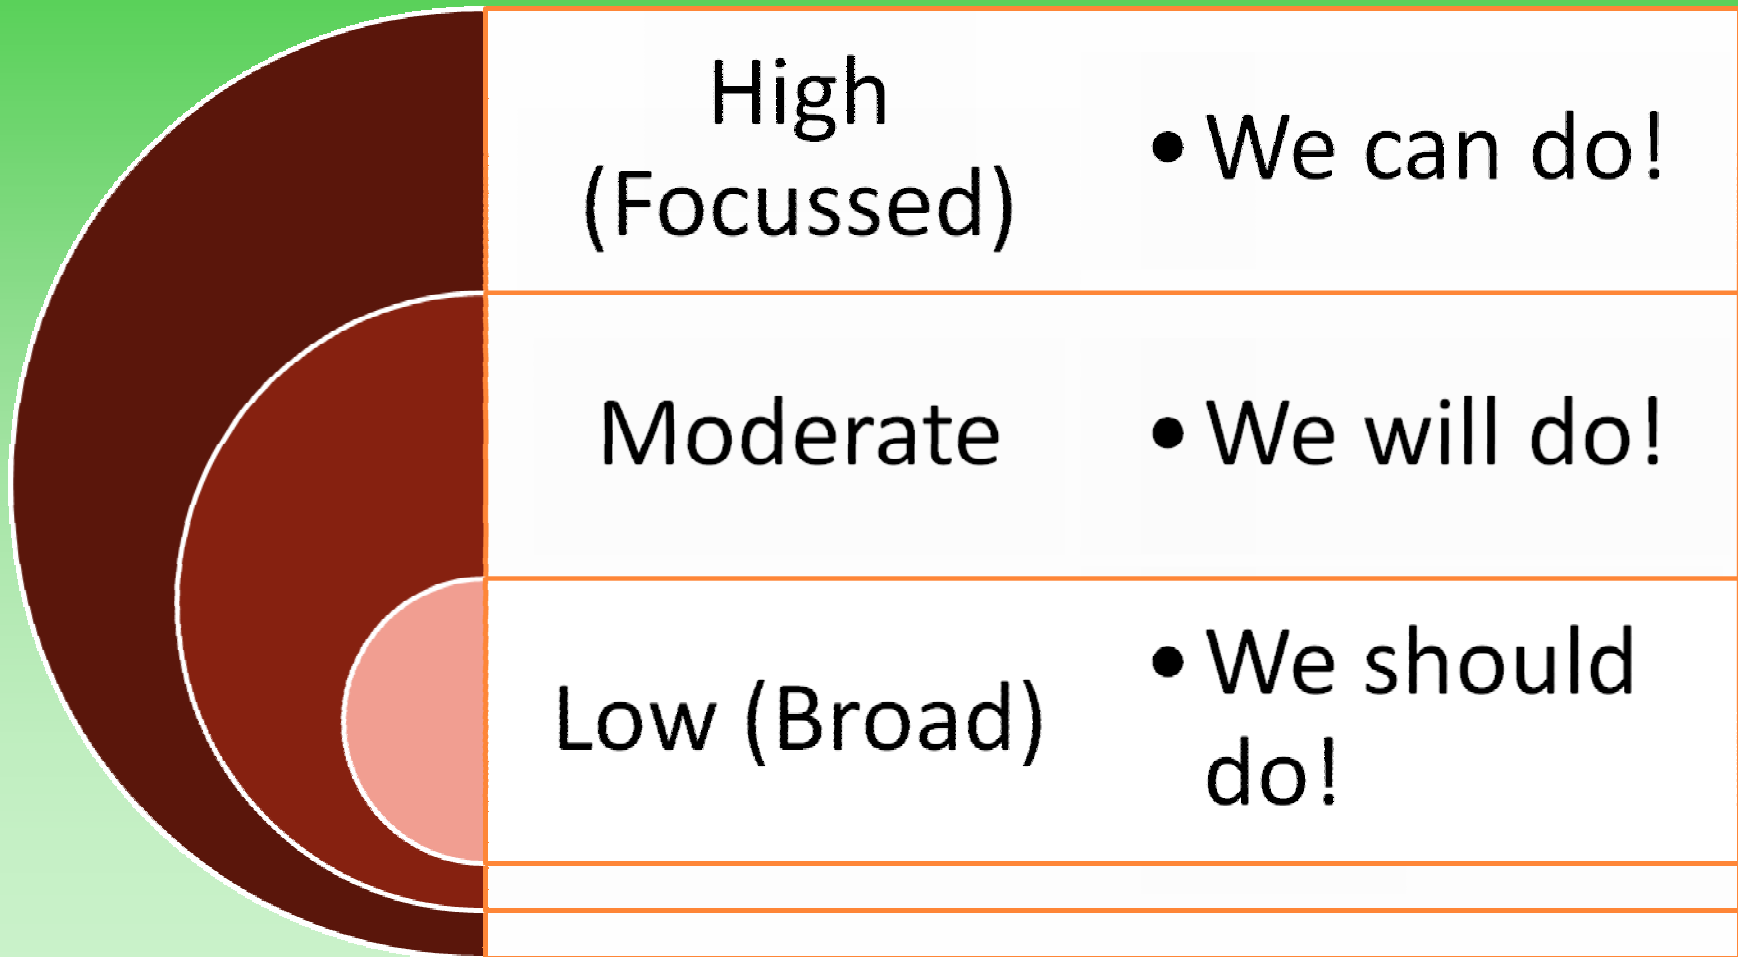 High
(Focussed)
• We can do!
Moderate
• We will do!
Low (Broad)
• We should
do!